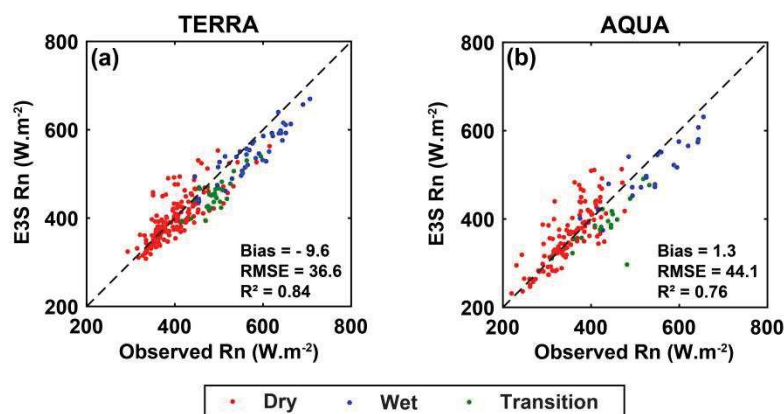 TERRA
AQUA
(a)
(b)
800
600
400
200
E3S Rn (W.m⁻²)
Bias = - 9.6
RMSE = 36.6
R² = 0.84
200 400 600 800
Observed Rn (W.m⁻²)
800
600
400
200
E3S Rn (W.m⁻²)
Bias = 1.3
RMSE = 44.1
R² = 0.76
200 400 600 800
Observed Rn (W.m⁻²)
Dry Wet Transition